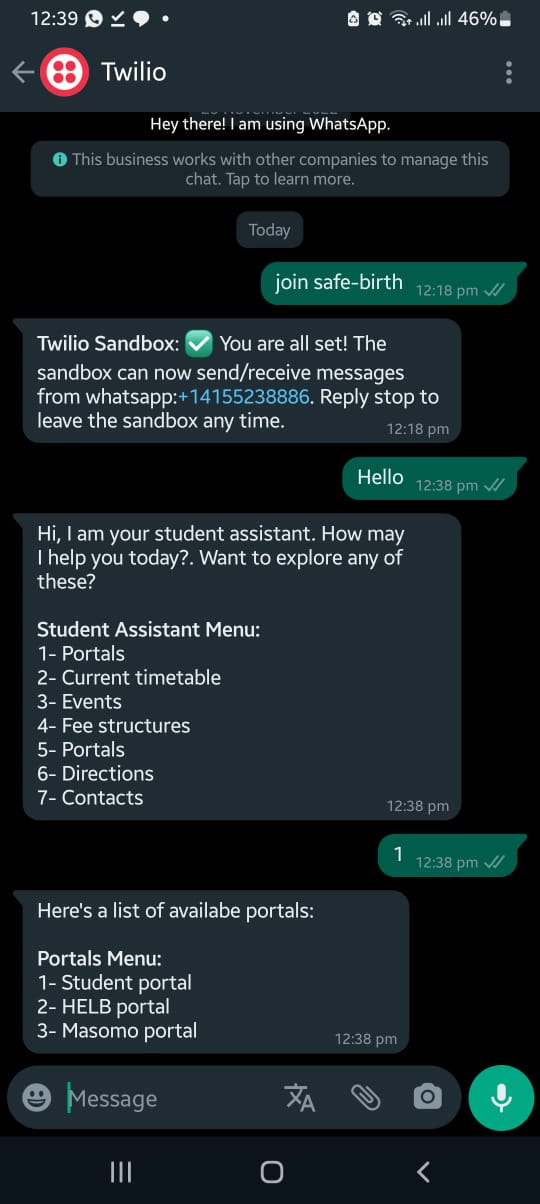 12:39
46%
Twilio
Hey there! I am using WhatsApp.
This business works with other companies to manage this
chat. Tap to learn more.
Today
join safe-birth 12:18 pm
Twilio Sandbox: ✅ You are all set! The
sandbox can now send/receive messages
from whatsapp:+14155238886. Reply stop to
leave the sandbox any time. 12:18 pm
Hello 12:38 pm
Hi, I am your student assistant. How may
I help you today?. Want to explore any of
these?
Student Assistant Menu:
1- Portals
2- Current timetable
3- Events
4- Fee structures
5- Portals
6- Directions
7- Contacts
12:38 pm
1 12:38 pm
Here's a list of availabe portals:
Portals Menu:
1- Student portal
2- HELB portal
3- Masomo portal
12:38 pm
Message